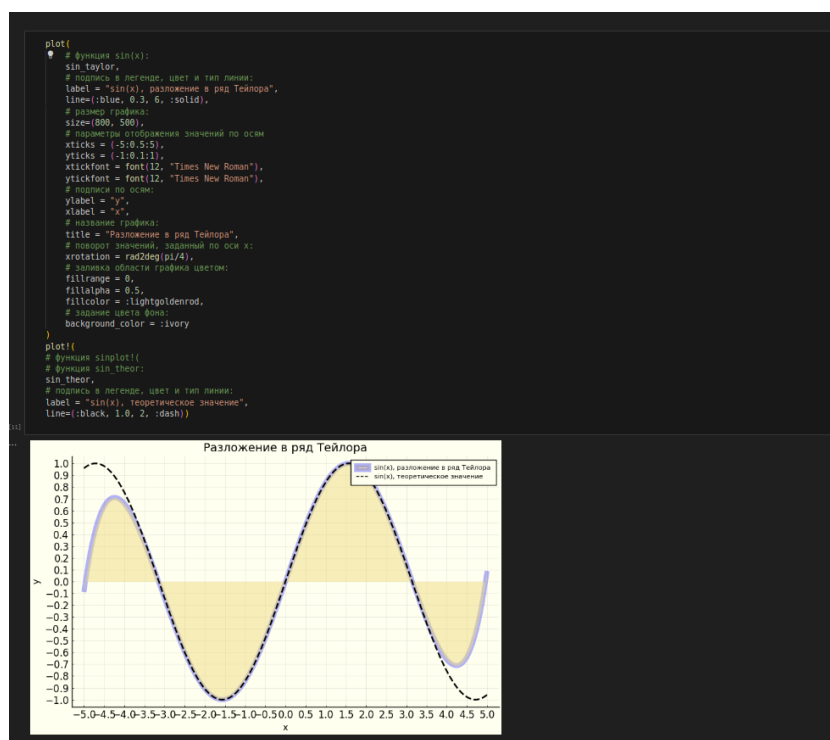 plot(
# функция sin(x):
sin_taylor,
# подпись в легенде, цвет и тип линии:
label = "sin(x), разложение в ряд Тейлора",
line=(:blue, 0.3, 6, :solid),
# размер графика:
size=(800, 500),
# параметры отображения значений по осям
xticks = (-5:0.5:5),
yticks = (-1:0.1:1),
xtickfont = font(12, "Times New Roman"),
ytickfont = font(12, "Times New Roman"),
# подписи по осям:
ylabel = "y",
xlabel = "x",
# название графика:
title = "Разложение в ряд Тейлора",
# поворот значений, заданный по оси x:
xrotation = rad2deg(pi/4),
# заливка области графика цветом:
fillrange = 0,
fillalpha = 0.5,
fillcolor = :lightgoldenrod,
# задание цвета фона:
background_color = :ivory
)
plot!(
# функция sinplot!(
# функция sin_theor:
sin_theor,
# подпись в легенде, цвет и тип линии:
label = "sin(x), теоретическое значение",
line=(:black, 1.0, 2, :dash))
...
Разложение в ряд Тейлора
sin(x), разложение в ряд Тейлора
sin(x), теоретическое значение
1.0
0.9
0.8
0.7
0.6
0.5
0.4
0.3
0.2
0.1
0.0
−0.1
−0.2
−0.3
−0.4
−0.5
−0.6
−0.7
−0.8
−0.9
−1.0
y
−5.0 −4.5 −4.0 −3.5 −3.0 −2.5 −2.0 −1.5 −1.0 −0.5 0.0 0.5 1.0 1.5 2.0 2.5 3.0 3.5 4.0 4.5 5.0
x